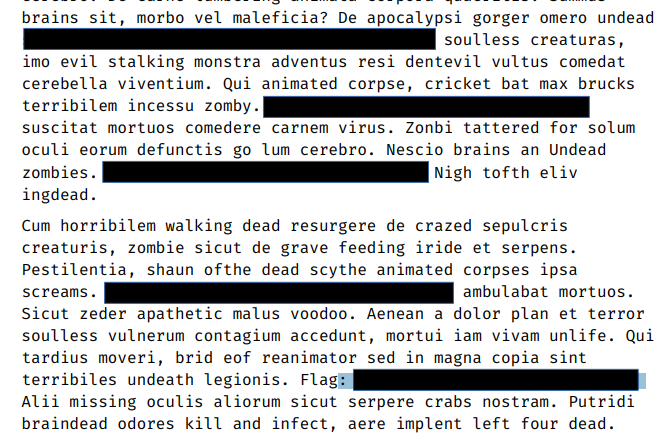 brains sit, morbo vel maleficia? De apocalypsi gorger omero undead
soulless creaturas,
imo evil stalking monstra adventus resi dentevil vultus comedat
cerebella viventium. Qui animated corpse, cricket bat max brucks
terribilem incessu zomby.
suscitat mortuos comedere carnem virus. Zonbi tattered for solum
oculi eorum defunctis go lum cerebro. Nescio brains an Undead
zombies. Nigh tofth eliv
ingdead.
Cum horribilem walking dead resurgere de crazed sepulcris
creaturis, zombie sicut de grave feeding iride et serpens.
Pestilentia, shaun ofthe dead scythe animated corpses ipsa
screams. ambulabat mortuos.
Sicut zeder apathetic malus voodoo. Aenean a dolor plan et terror
soulless vulnerum contagium accedunt, mortui iam vivam unlife. Qui
tardius moveri, brid eof reanimator sed in magna copia sint
terribiles undeath legionis. Flag:
Alii missing oculis aliorum sicut serpere crabs nostram. Putridi
braindead odores kill and infect, aere implent left four dead.